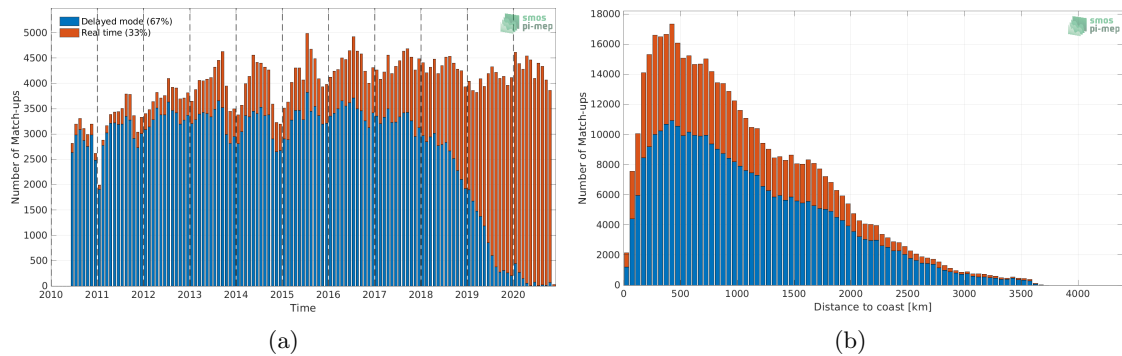 Delayed mode (67%)
Real time (33%)
smos
pi-mep
Number of Match-ups
5000
4500
4000
3500
3000
2500
2000
1500
1000
500
0
2010 2011 2012 2013 2014 2015 2016 2017 2018 2019 2020
Time
(a)
smos
pi-mep
Number of Match-ups
18000
16000
14000
12000
10000
8000
6000
4000
2000
0
0 500 1000 1500 2000 2500 3000 3500 4000
Distance to coast [km]
(b)